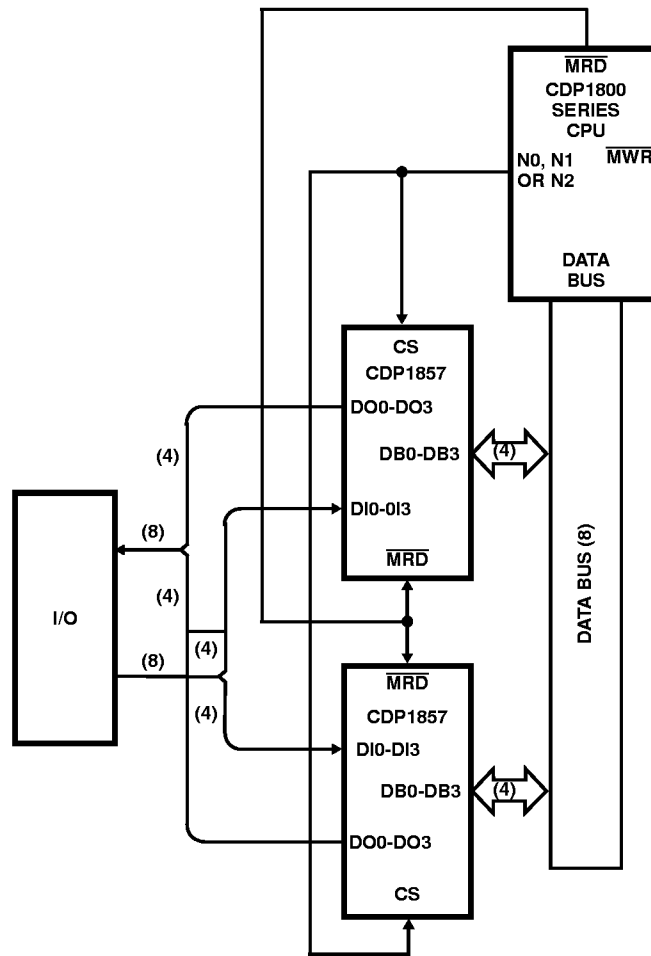 MRD
CDP1800
SERIES
CPU
N0, N1
OR N2
MWR
DATA
BUS
CS
CDP1857
DO0-DO3
(4)
DB0-DB3
(4)
DI0-0I3
(8)
MRD
I/O
(4)
DATA BUS (8)
(4)
(8)
MRD
(4)
CDP1857
DI0-DI3
DB0-DB3
(4)
DO0-DO3
CS